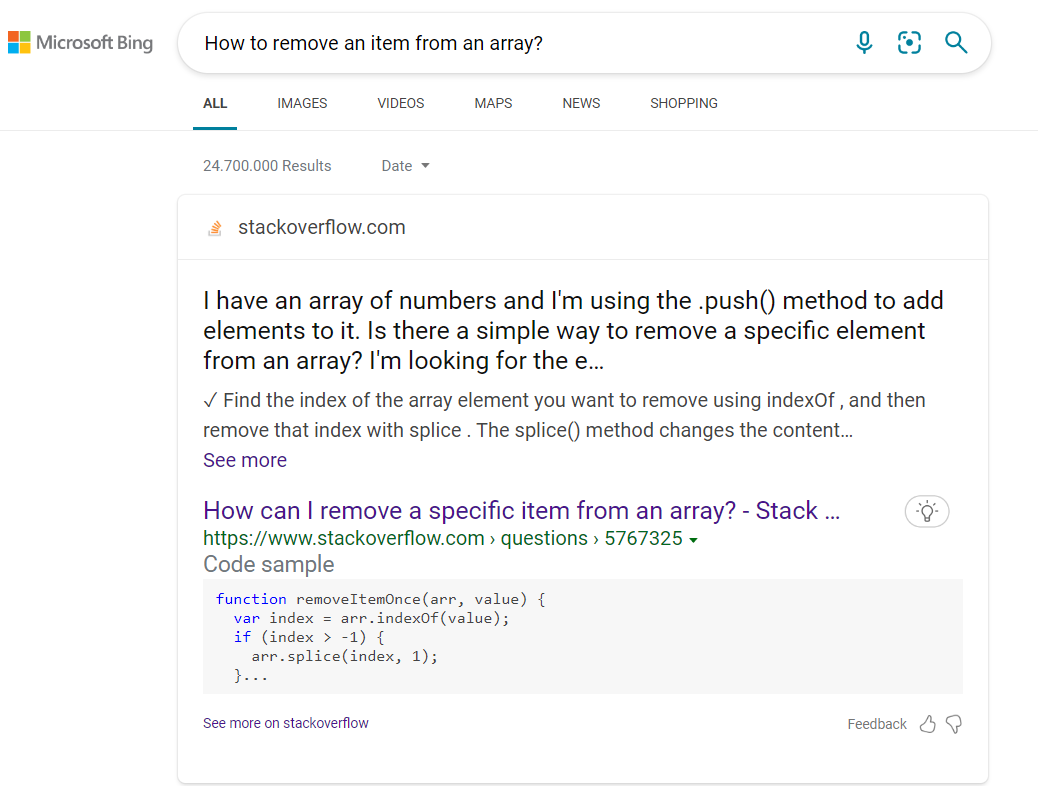 Microsoft Bing
How to remove an item from an array?
ALL IMAGES VIDEOS MAPS NEWS SHOPPING
24.700.000 Results Date
stackoverflow.com
I have an array of numbers and I'm using the .push() method to add
elements to it. Is there a simple way to remove a specific element
from an array? I'm looking for the e...
✓ Find the index of the array element you want to remove using indexOf , and then
remove that index with splice . The splice() method changes the content...
See more
How can I remove a specific item from an array? - Stack ...
https://www.stackoverflow.com › questions › 5767325
Code sample
function removeItemOnce(arr, value) {
  var index = arr.indexOf(value);
  if (index > -1) {
    arr.splice(index, 1);
  }...
See more on stackoverflow Feedback